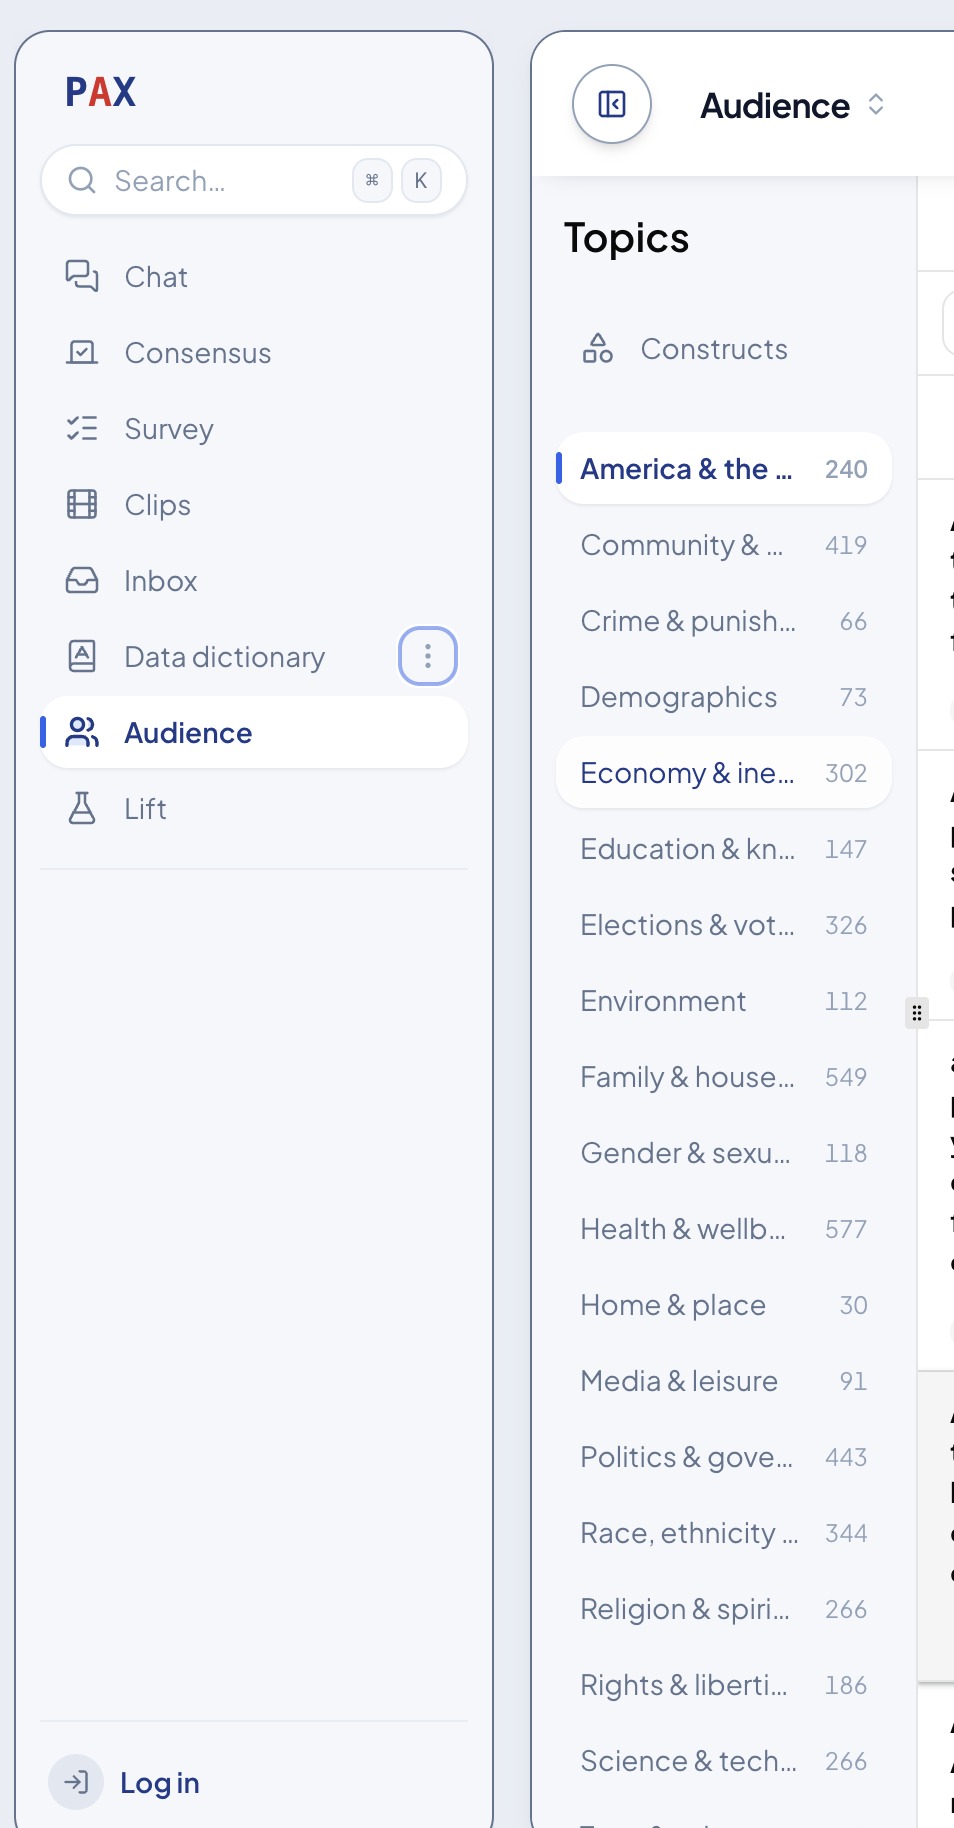 PAX
Search...
⌘ K
Chat
Consensus
Survey
Clips
Inbox
Data dictionary
Audience
Lift
Log in
Audience
Topics
Constructs
America & the ... 240
Community & ... 419
Crime & punish... 66
Demographics 73
Economy & ine... 302
Education & kn... 147
Elections & vot... 326
Environment 112
Family & house... 549
Gender & sexu... 118
Health & wellb... 577
Home & place 30
Media & leisure 91
Politics & gove... 443
Race, ethnicity ... 344
Religion & spiri... 266
Rights & liberti... 186
Science & tech... 266